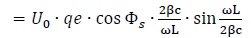 = U₀ · qe · cos Φₛ · 2βc/ωL · sin ωL/2βc